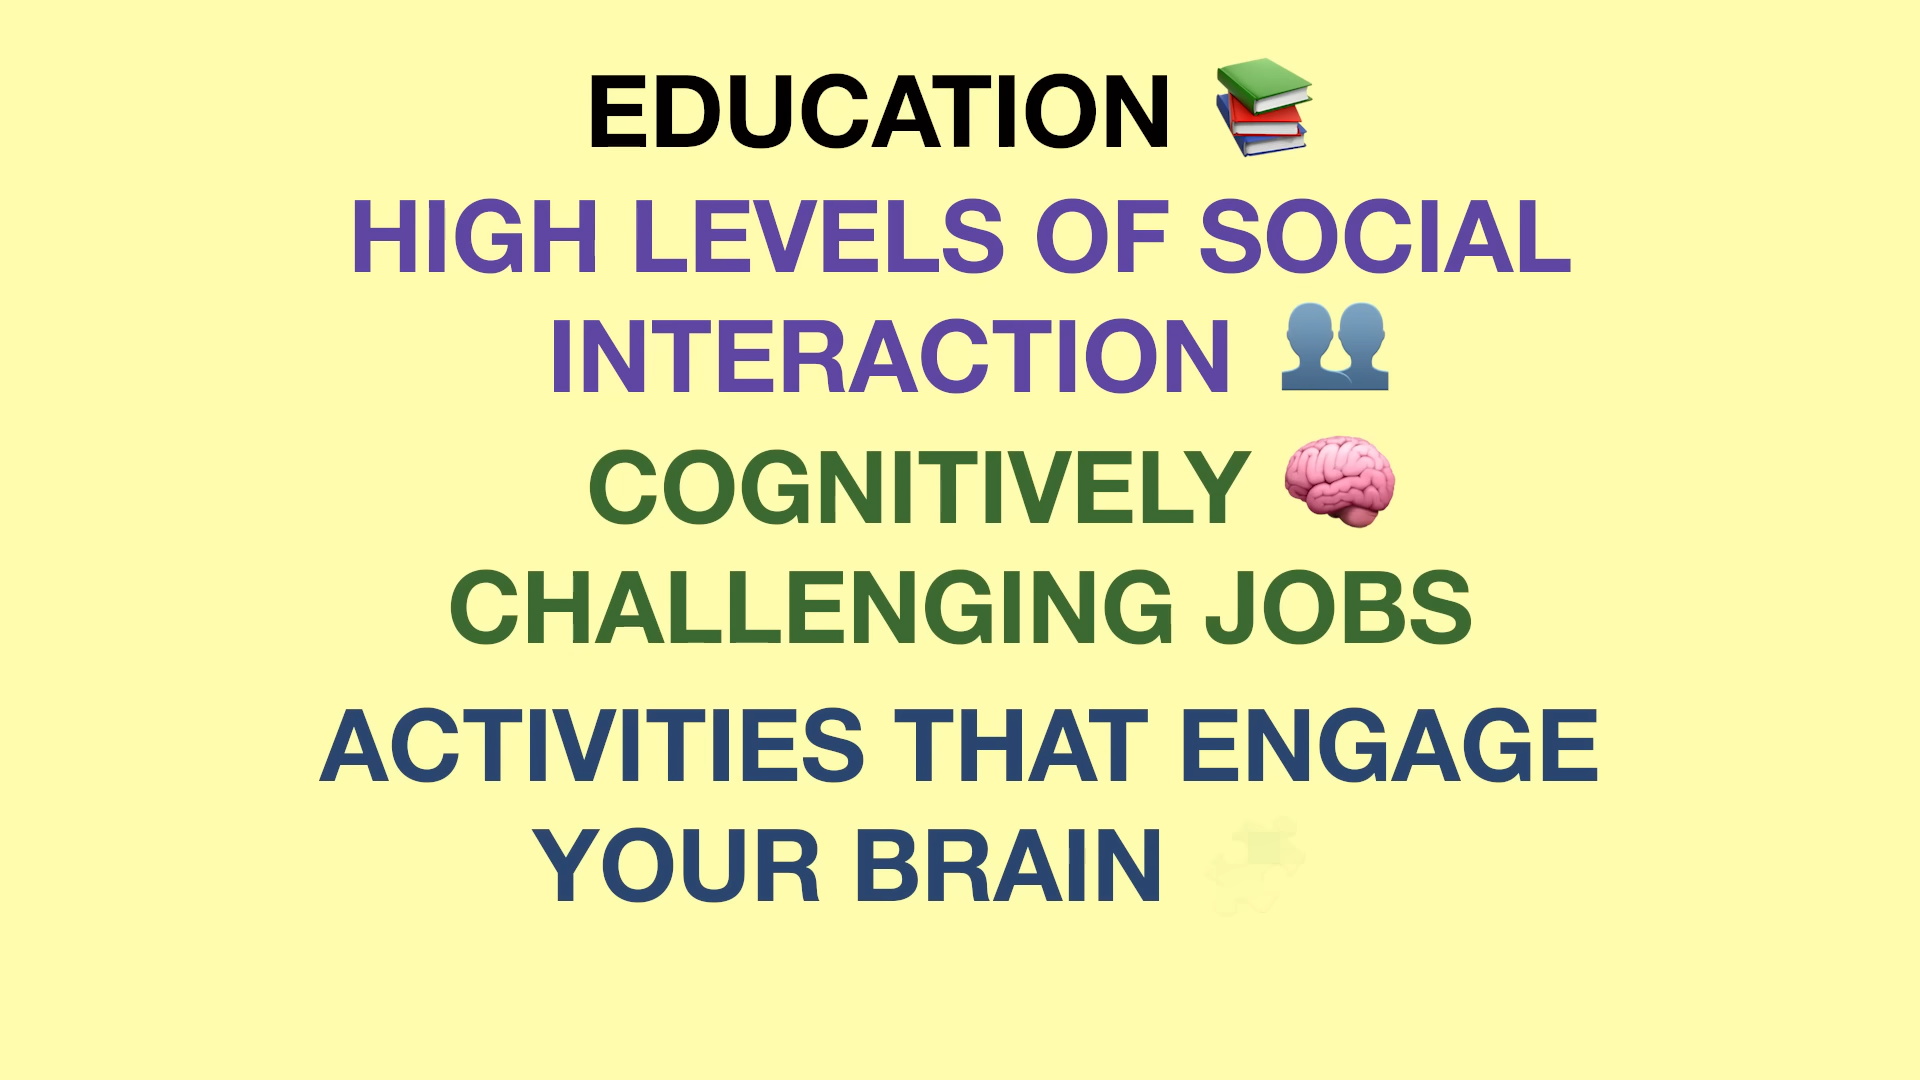 EDUCATION 📚
HIGH LEVELS OF SOCIAL
INTERACTION 👥
COGNITIVELY 🧠
CHALLENGING JOBS
ACTIVITIES THAT ENGAGE
YOUR BRAIN